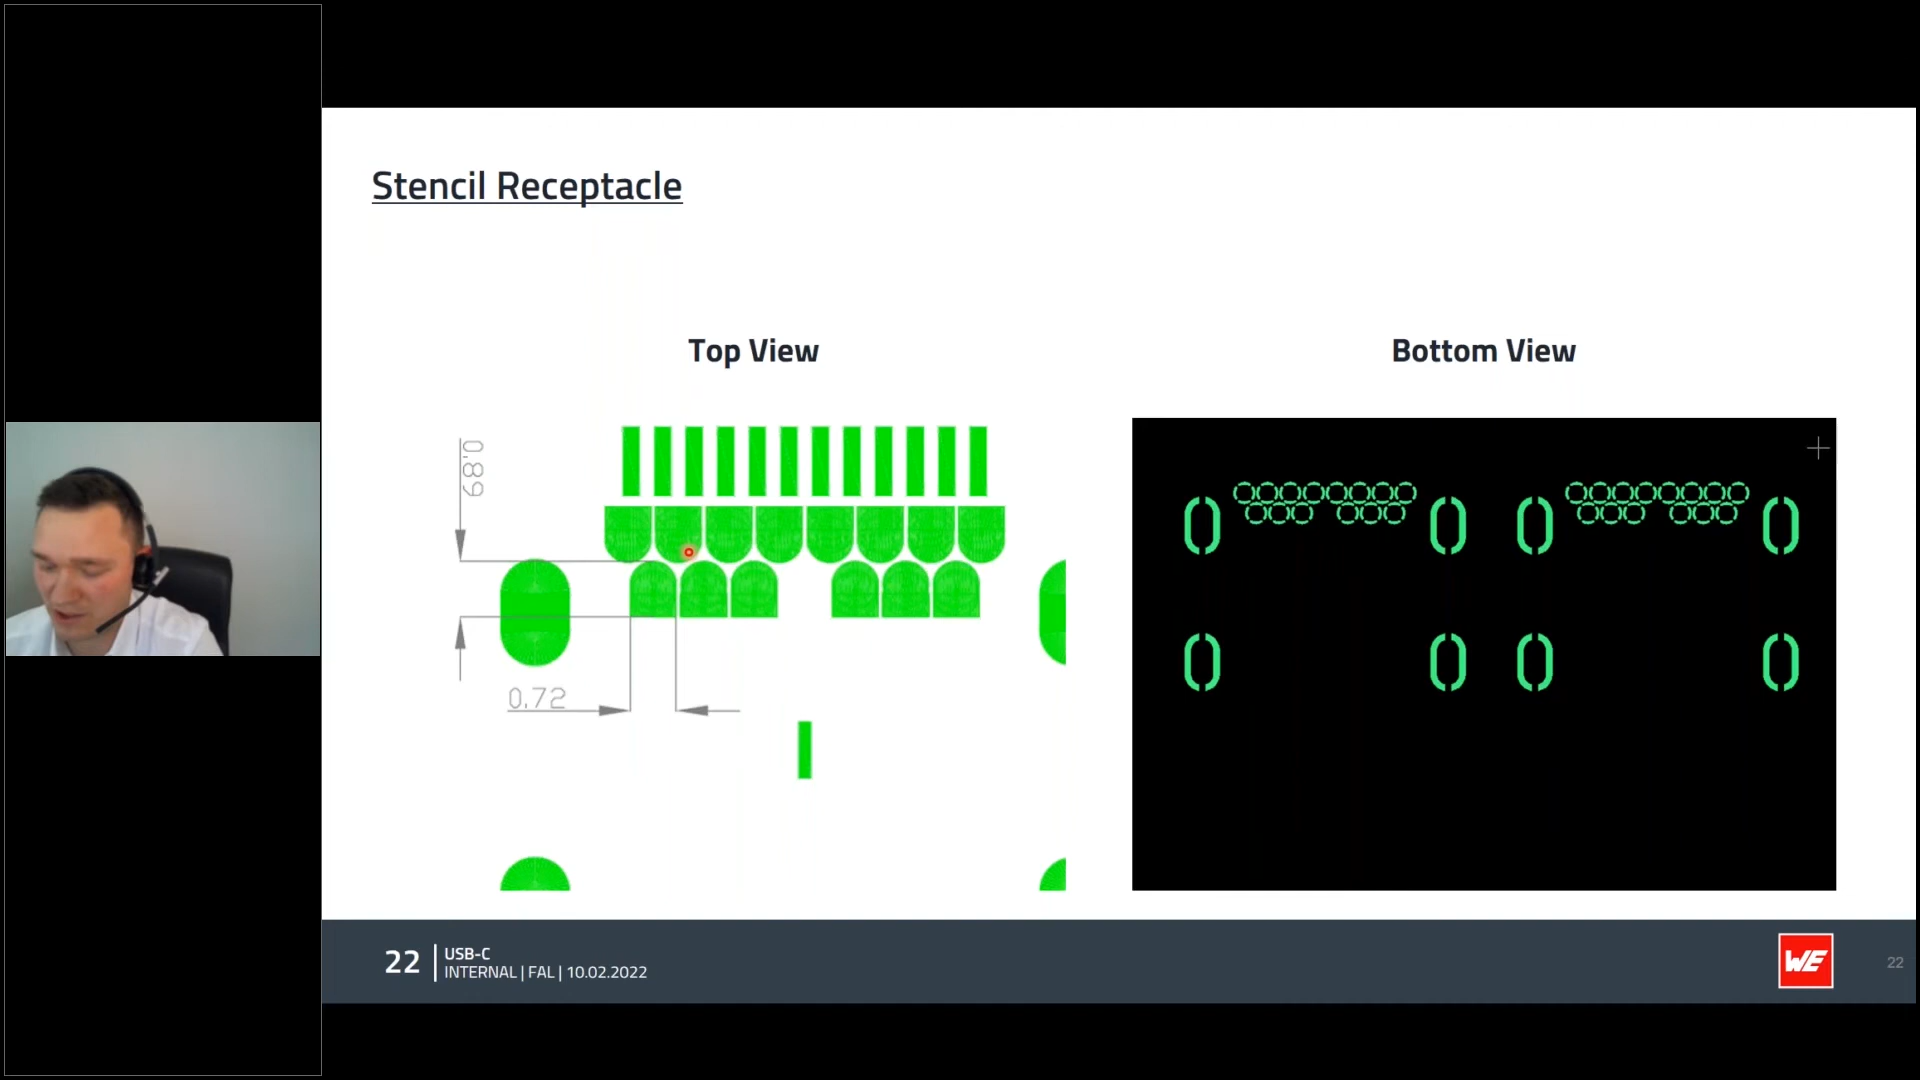 Stencil Receptacle
Top View
Bottom View
0.89
0.72
22
USB-C
INTERNAL | FAL | 10.02.2022
WE
22